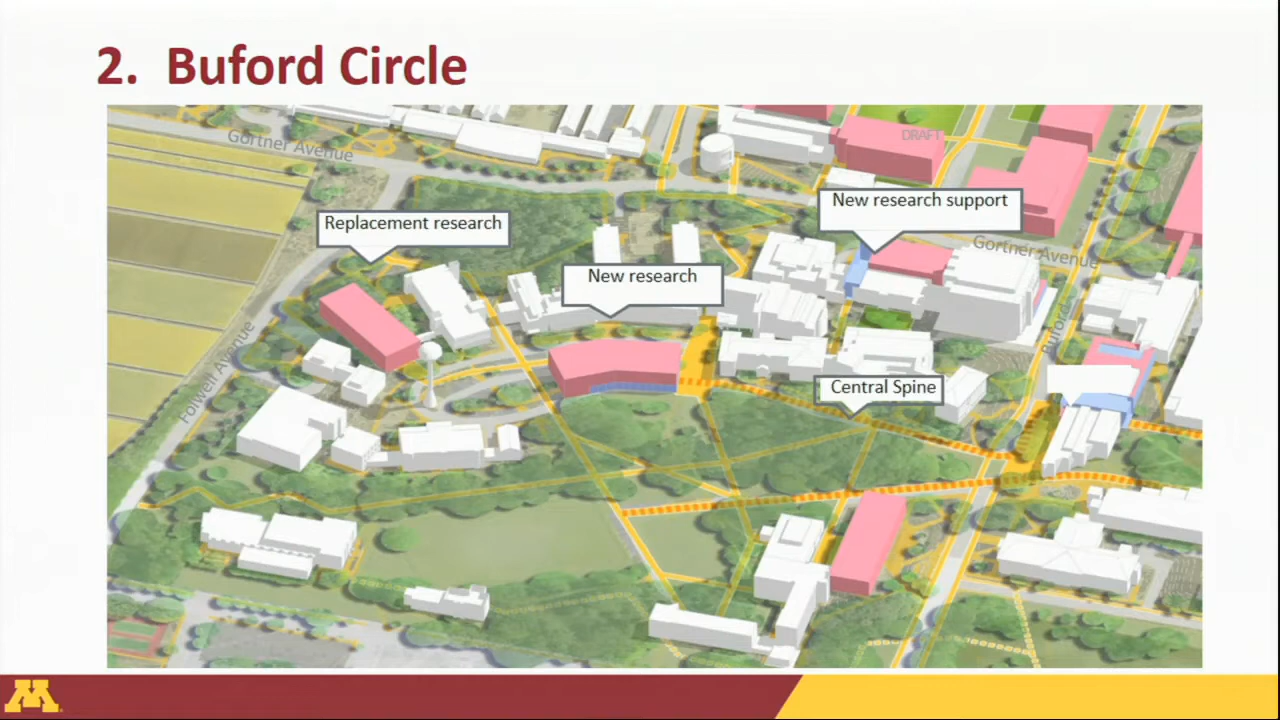 2. Buford Circle
Gortner Avenue
DRAFT
Replacement research
New research support
New research
Gortner Avenue
Buford
Folwell Avenue
Central Spine
M